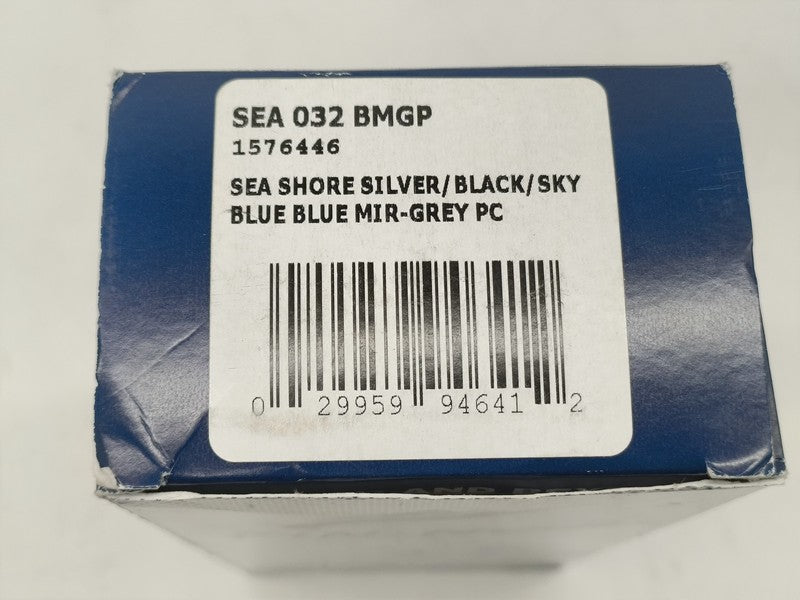 SEA 032 BMGP
1576446
SEA SHORE SILVER/BLACK/SKY
BLUE BLUE MIR-GREY PC
0 29959 94641 2